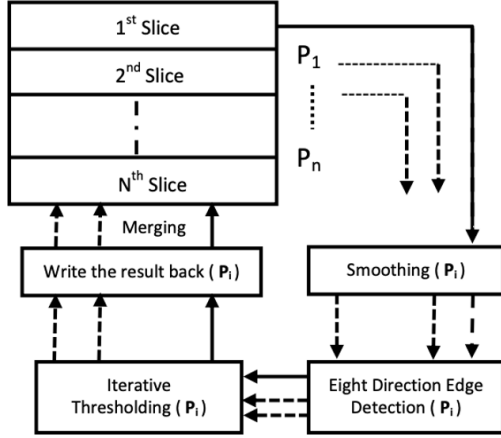 1st Slice
2nd Slice
Nth Slice
P1
Pn
Merging
Write the result back ( Pi )
Smoothing ( Pi )
Iterative
Thresholding ( Pi )
Eight Direction Edge
Detection ( Pi )